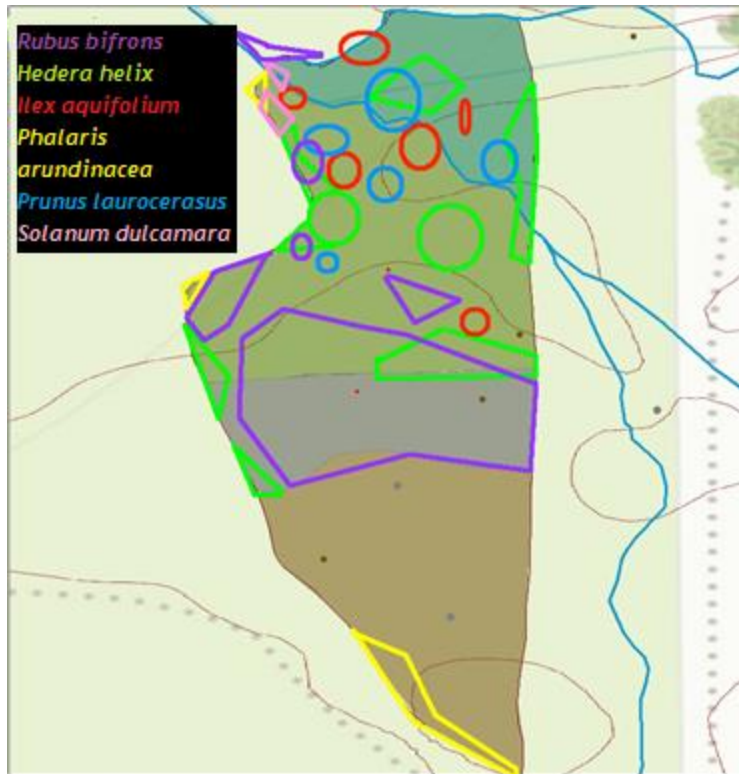 Rubus bifrons
Hedera helix
Ilex aquifolium
Phalaris
arundinacea
Prunus laurocerasus
Solanum dulcamara